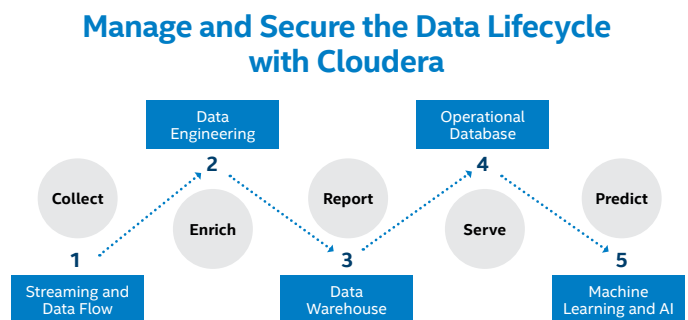 Manage and Secure the Data Lifecycle
with Cloudera
Data
Engineering
Operational
Database
2
4
Collect
Report
Predict
Enrich
Serve
1
3
5
Streaming and
Data Flow
Data
Warehouse
Machine
Learning and AI